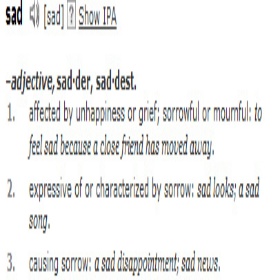 sad [sad] ? Show IPA
–adjective, sad·der, sad·dest.
1. affected by unhappiness or grief; sorrowful or mournful: to
feel sad because a close friend has moved away.
2. expressive of or characterized by sorrow: sad looks; a sad
song.
3. causing sorrow: a sad disappointment; sad news.